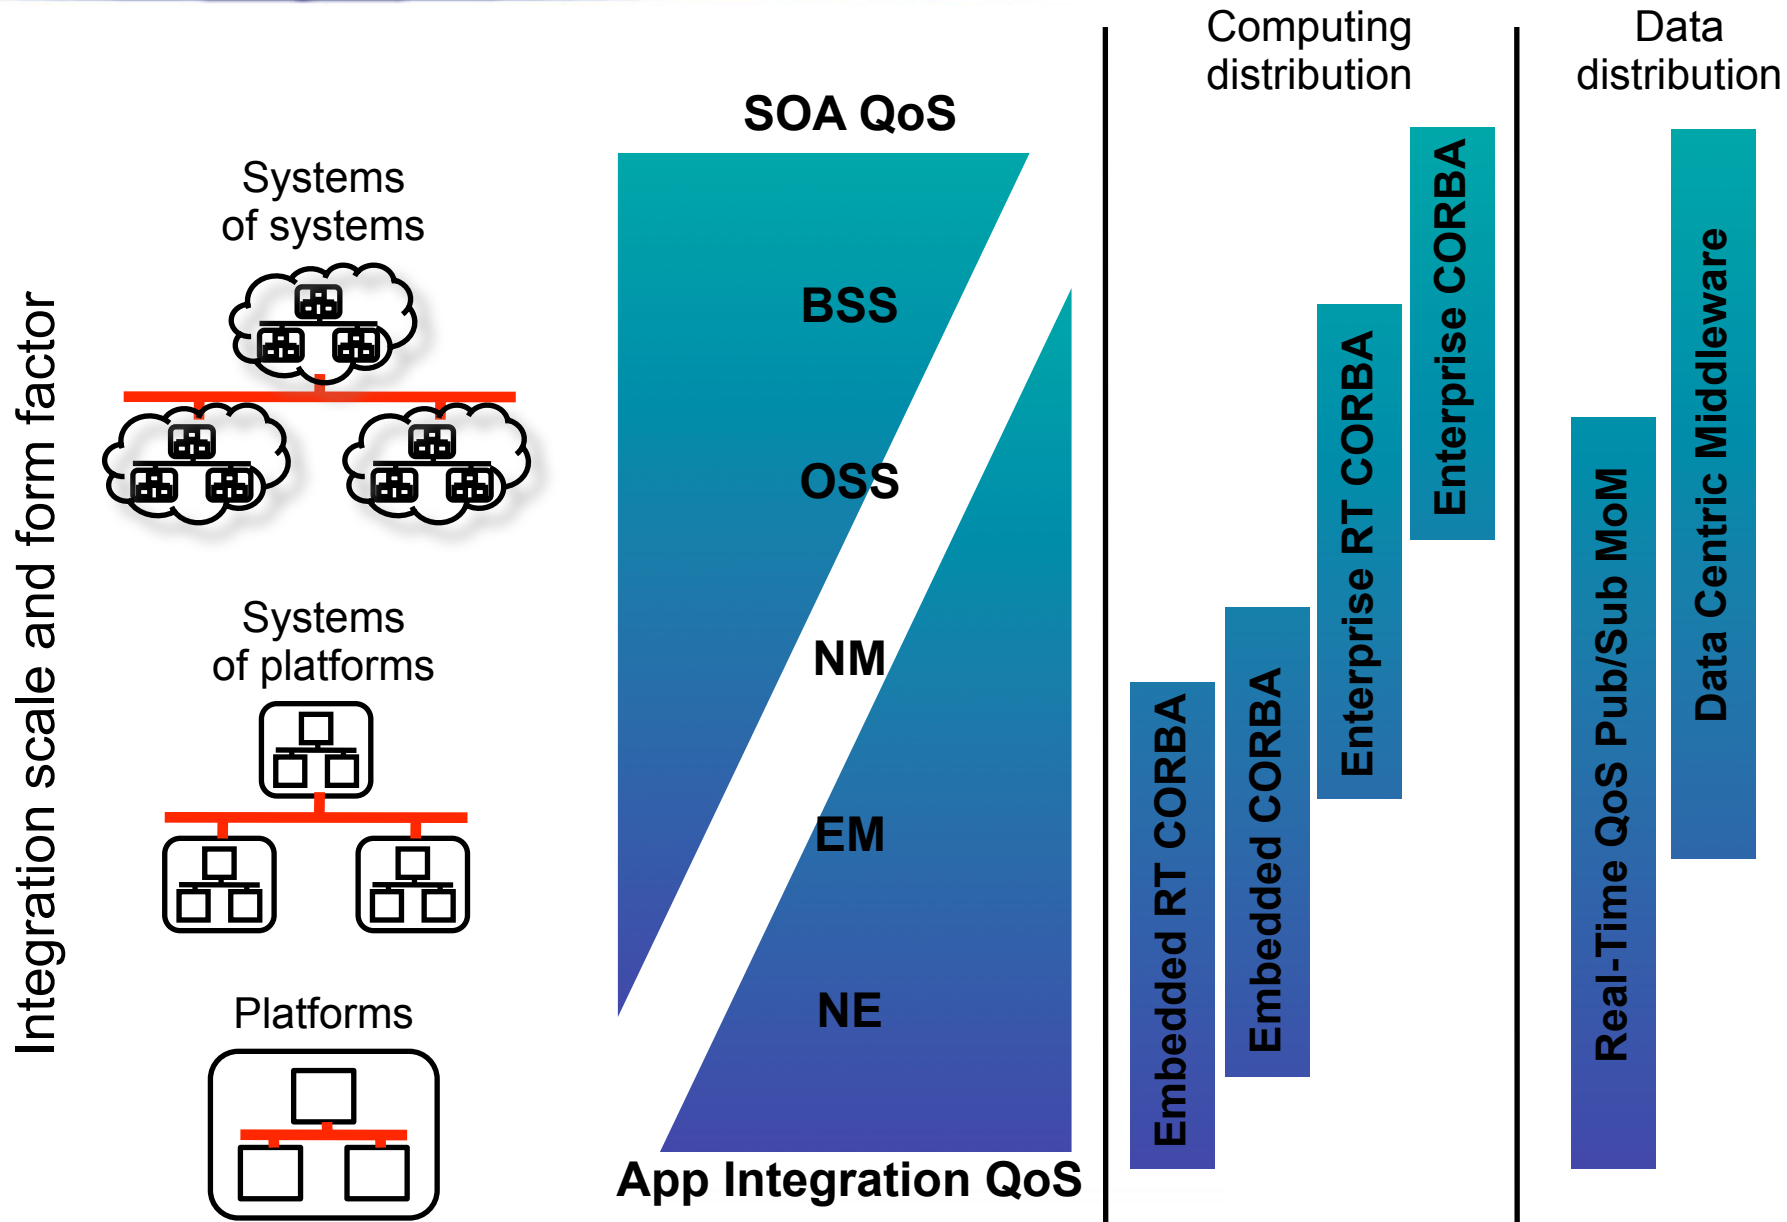 Integration scale and form factor
Systems
of systems
Systems
of platforms
Platforms
SOA QoS
BSS
OSS
NM
EM
NE
App Integration QoS
Computing
distribution
Embedded RT CORBA
Embedded CORBA
Enterprise RT CORBA
Enterprise CORBA
Data
distribution
Real-Time QoS Pub/Sub MoM
Data Centric Middleware